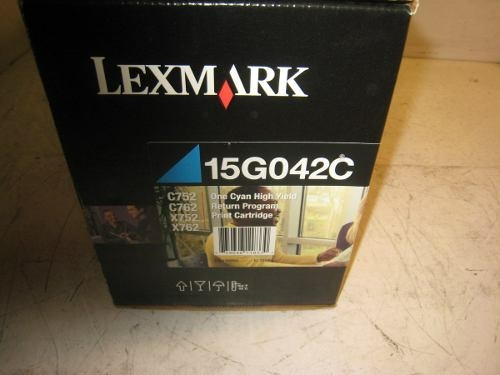 LEXMARK
15G042C
C752 One Cyan High Yield
C762 Return Program
X752 Print Cartridge
X762